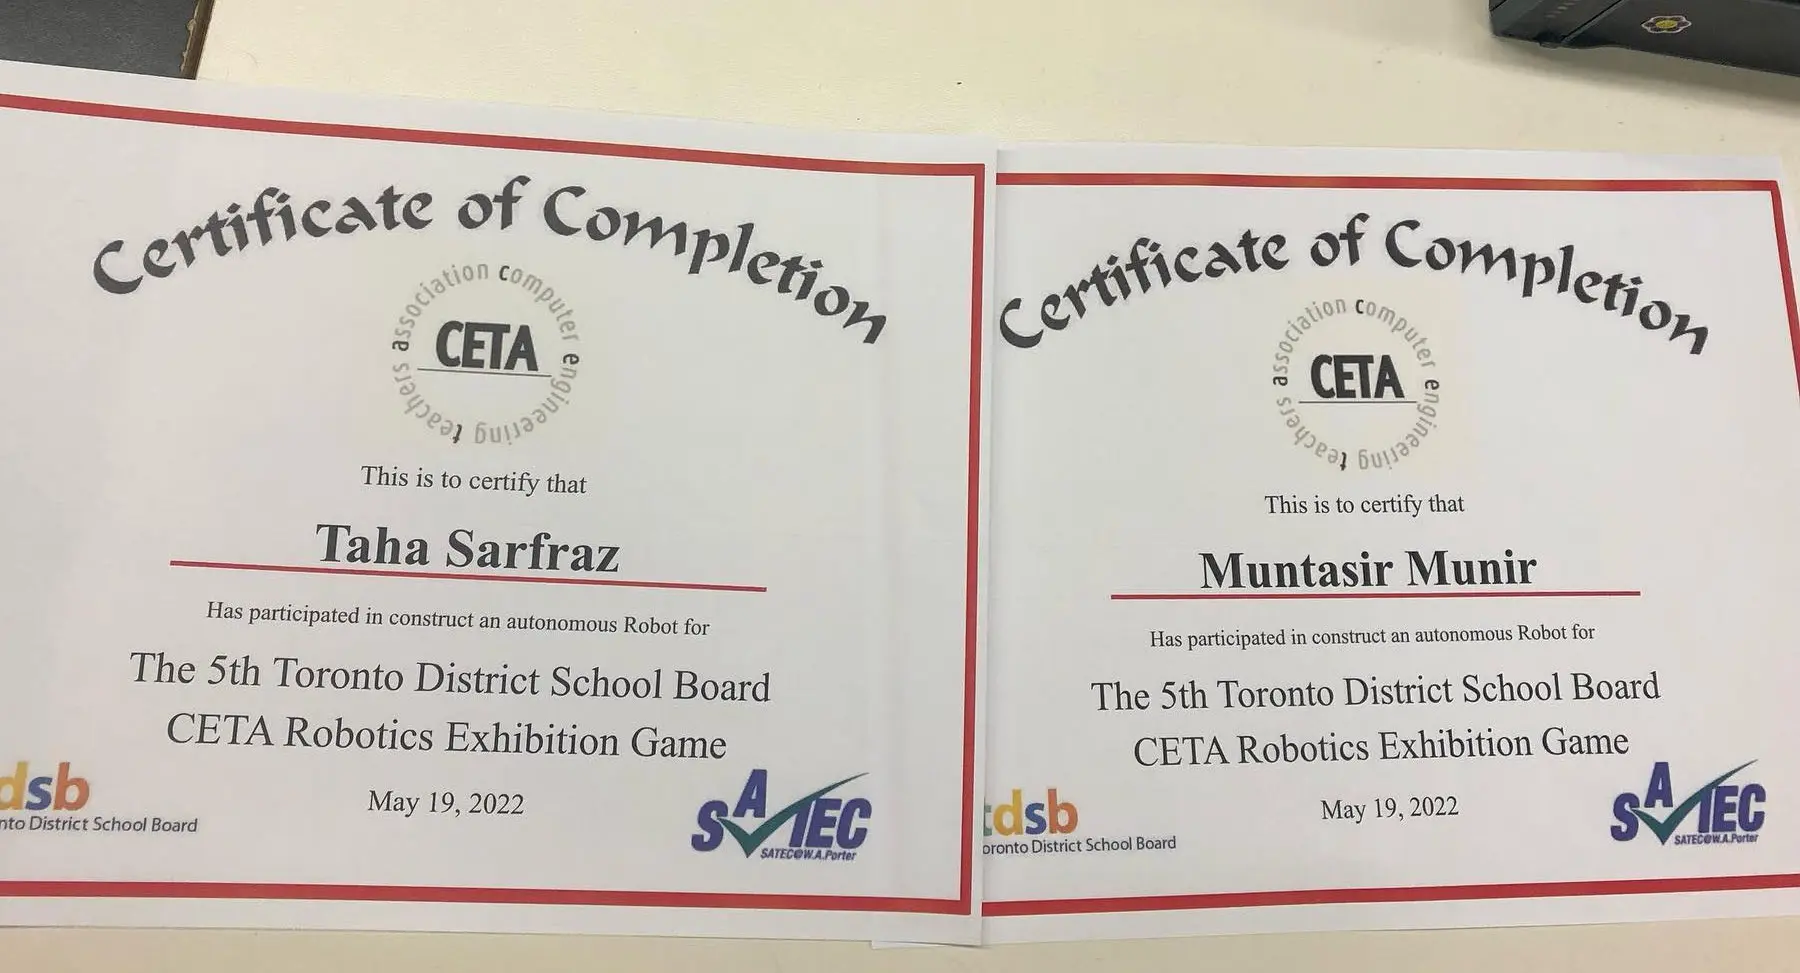 Certificate of Completion
association computer engineering teachers
CETA
This is to certify that
Taha Sarfraz
Has participated in construct an autonomous Robot for
The 5th Toronto District School Board
CETA Robotics Exhibition Game
May 19, 2022
dsb
nto District School Board
SATEC
SATEC@W.A.Porter
Certificate of Completion
association computer engineering teachers
CETA
This is to certify that
Muntasir Munir
Has participated in construct an autonomous Robot for
The 5th Toronto District School Board
CETA Robotics Exhibition Game
May 19, 2022
tdsb
oronto District School Board
SATEC
SATEC@W.A.Porter